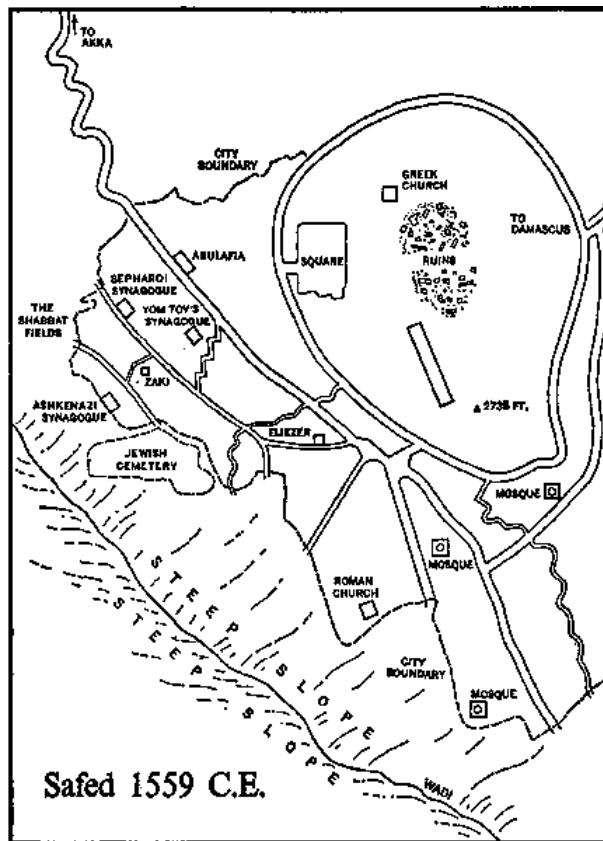 TO
AKKA
CITY
BOUNDARY
GREEK
CHURCH
TO
DAMASCUS
ABULAFIA
SQUARE
RUINS
SEPHARDI
SYNAGOGUE
YOM TOV'S
SYNAGOGUE
THE
SHABBAT
FIELDS
ZAKI
ASHKENAZI
SYNAGOGUE
ELIEZER
2735 FT.
JEWISH
CEMETERY
MOSQUE
MOSQUE
STEEP SLOPE
STEEP SLOPE
ROMAN
CHURCH
CITY
BOUNDARY
MOSQUE
WADI
Safed 1559 C.E.